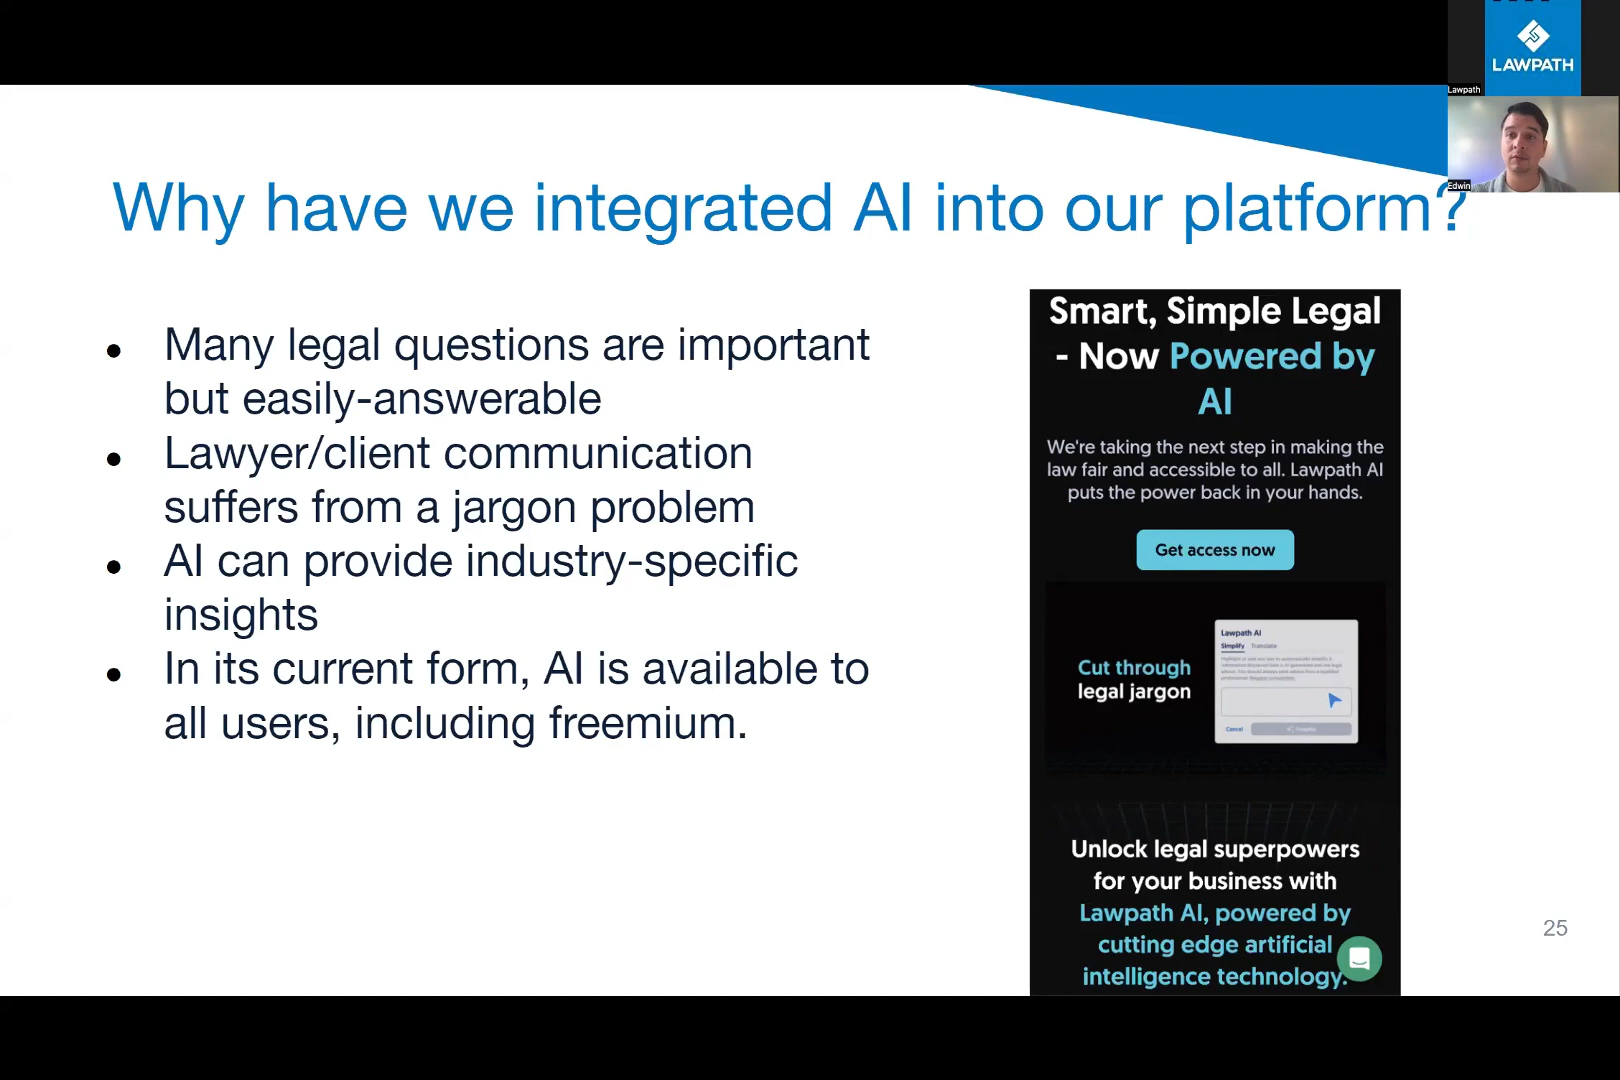 LAWPATH
Lawpath
Edwin
Why have we integrated AI into our platform?
Many legal questions are important
but easily-answerable
Lawyer/client communication
suffers from a jargon problem
AI can provide industry-specific
insights
In its current form, AI is available to
all users, including freemium.
Smart, Simple Legal
- Now Powered by
AI
We're taking the next step in making the
law fair and accessible to all. Lawpath AI
puts the power back in your hands.
Get access now
Cut through
legal jargon
Lawpath AI
Simplify Translate
Cancel
Unlock legal superpowers
for your business with
Lawpath AI, powered by
cutting edge artificial
intelligence technology.
25